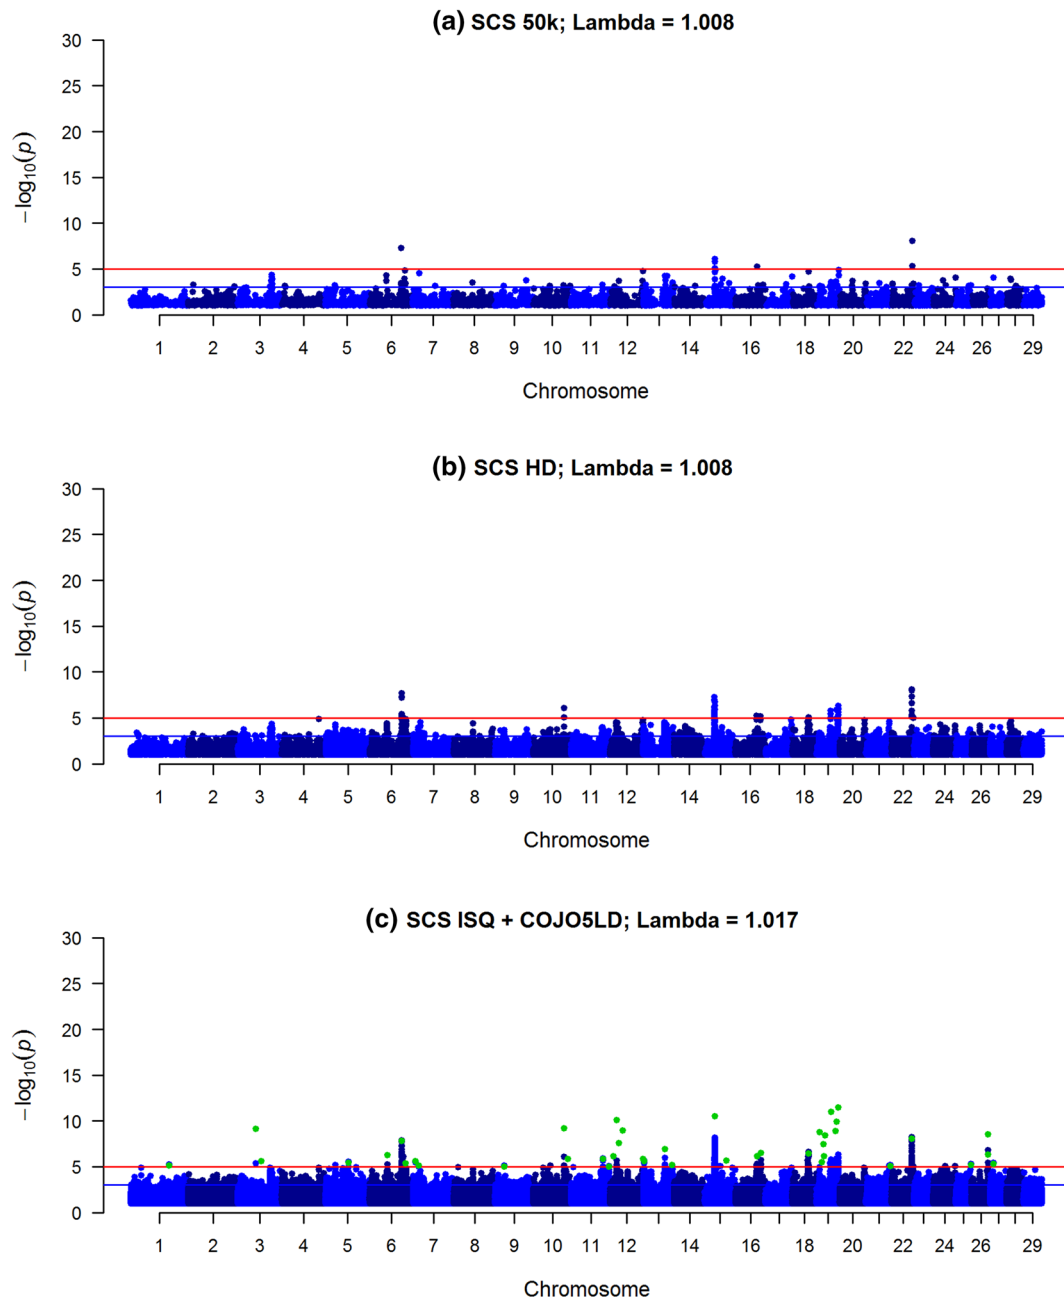 (a) SCS 50k; Lambda = 1.008
30
25
20
15
10
5
0
−log₁₀(p)
1 2 3 4 5 6 7 8 9 10 11 12 14 16 18 20 22 24 26 29
Chromosome
(b) SCS HD; Lambda = 1.008
30
25
20
15
10
5
0
−log₁₀(p)
1 2 3 4 5 6 7 8 9 10 11 12 14 16 18 20 22 24 26 29
Chromosome
(c) SCS ISQ + COJO5LD; Lambda = 1.017
30
25
20
15
10
5
0
−log₁₀(p)
1 2 3 4 5 6 7 8 9 10 11 12 14 16 18 20 22 24 26 29
Chromosome